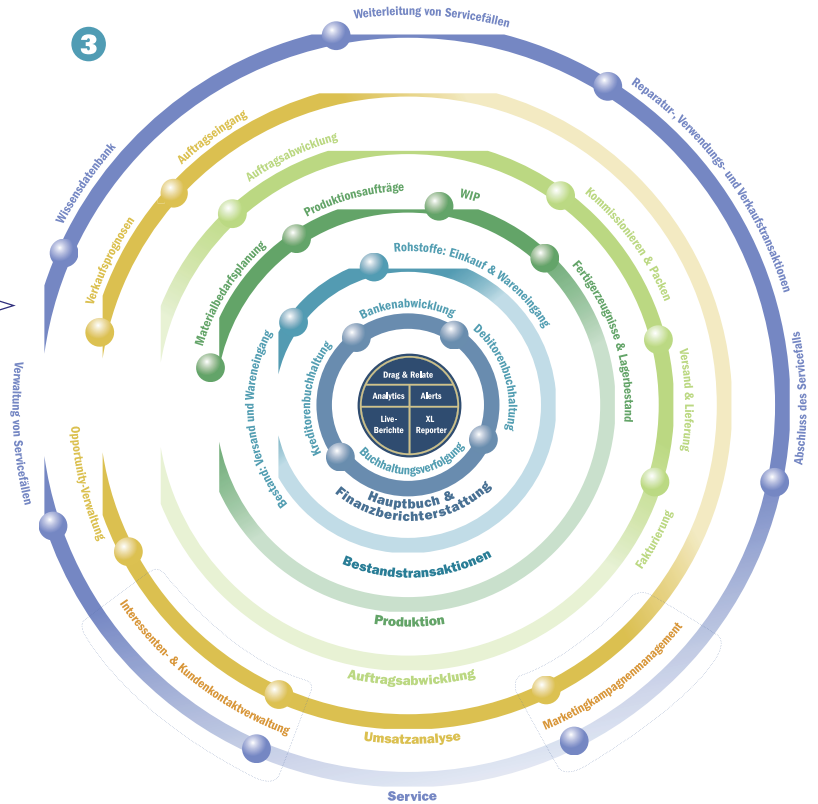 3
Weiterleitung von Servicefällen
Reparatur-, Verwendungs- und Verkaufstransaktionen
Abschluss des Servicefalls
Wissensdatenbank
Verwaltung von Servicefällen
Service
Auftragseingang
Verkaufsprognosen
Opportunity-Verwaltung
Interessenten- & Kundenkontaktverwaltung
Marketingkampagnenmanagement
Umsatzanalyse
Auftragsabwicklung
Kommissionieren & Packen
Versand & Lieferung
Fakturierung
Auftragsabwicklung
Materialbedarfsplanung
Produktionsaufträge
WIP
Fertigerzeugnisse & Lagerbestand
Produktion
Rohstoffe: Einkauf & Wareneingang
Bestand: Versand und Wareneingang
Bestandstransaktionen
Bankenabwicklung
Debitorenbuchhaltung
Kreditorenbuchhaltung
Buchhaltungsverfolgung
Hauptbuch &
Finanzberichterstattung
Drag & Relate
Analytics
Alerts
Live-
Berichte
XL
Reporter